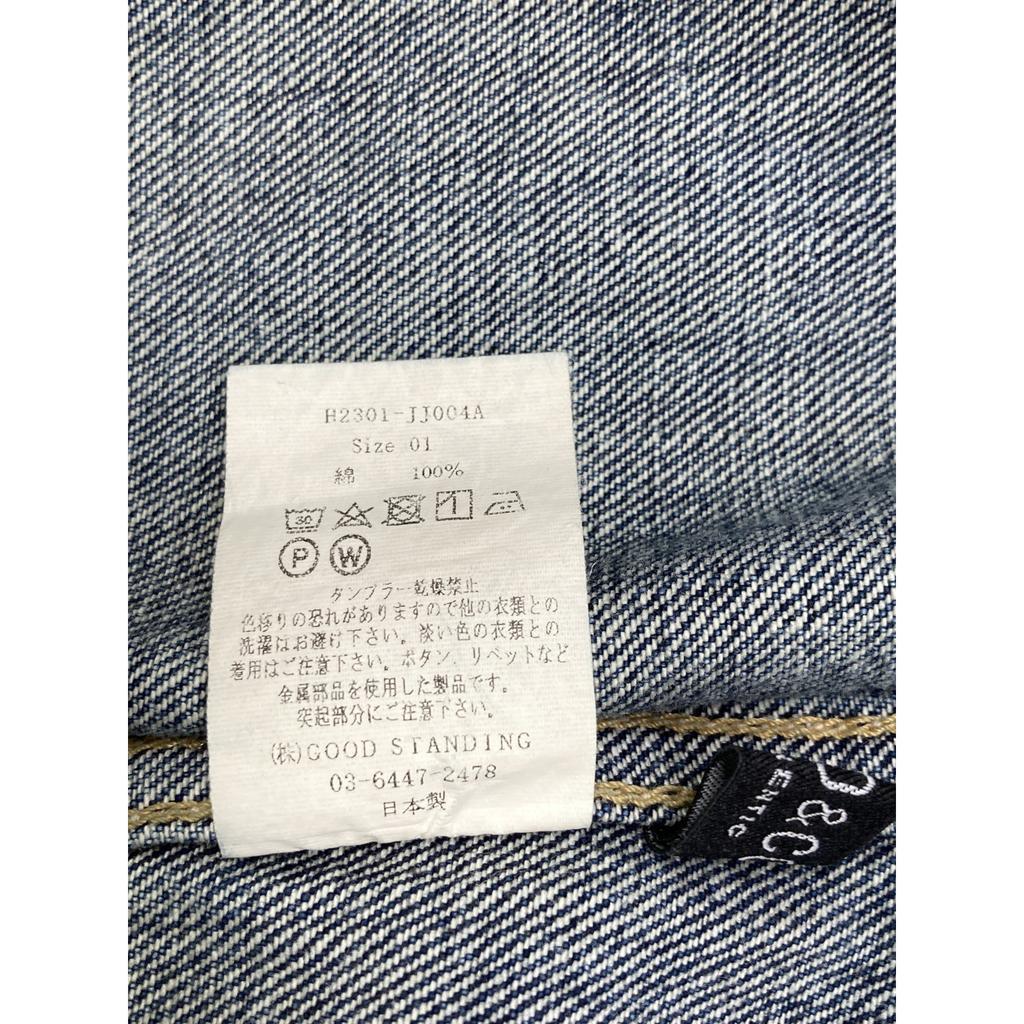 H2301-JJ004A
Size 01
綿 100%
30
P W
タンブラー乾燥禁止
色移りの恐れがありますので他の衣類との
洗濯はお避け下さい。淡い色の衣類との
着用はご注意下さい。ボタン、リベットなど
金属部品を使用した製品です。
突起部分にご注意下さい。
(株)GOOD STANDING
03-6447-2478
日本製
& C
ENTIC